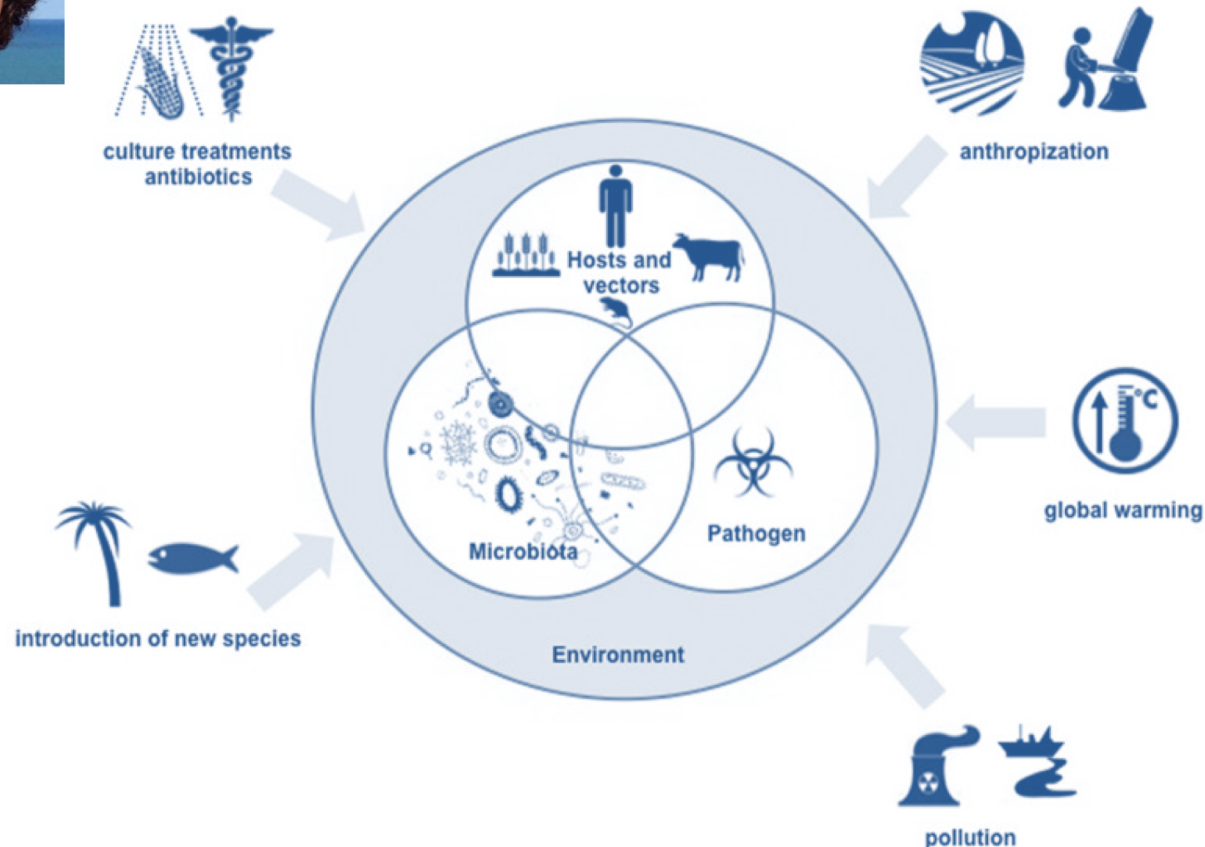 culture treatments
antibiotics
anthropization
Hosts and
vectors
°C
global warming
Microbiota
Pathogen
introduction of new species
Environment
pollution